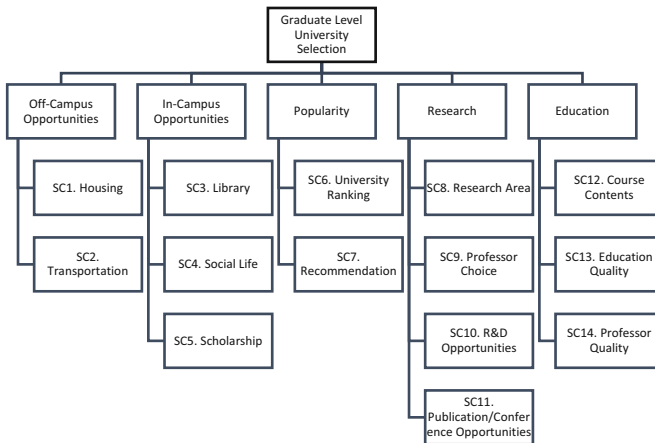 Graduate Level
University
Selection
Off-Campus
Opportunities
In-Campus
Opportunities
Popularity
Research
Education
SC1. Housing
SC2.
Transportation
SC3. Library
SC4. Social Life
SC5. Scholarship
SC6. University
Ranking
SC7.
Recommendation
SC8. Research Area
SC9. Professor
Choice
SC10. R&D
Opportunities
SC11.
Publication/Confer
ence Opportunities
SC12. Course
Contents
SC13. Education
Quality
SC14. Professor
Quality